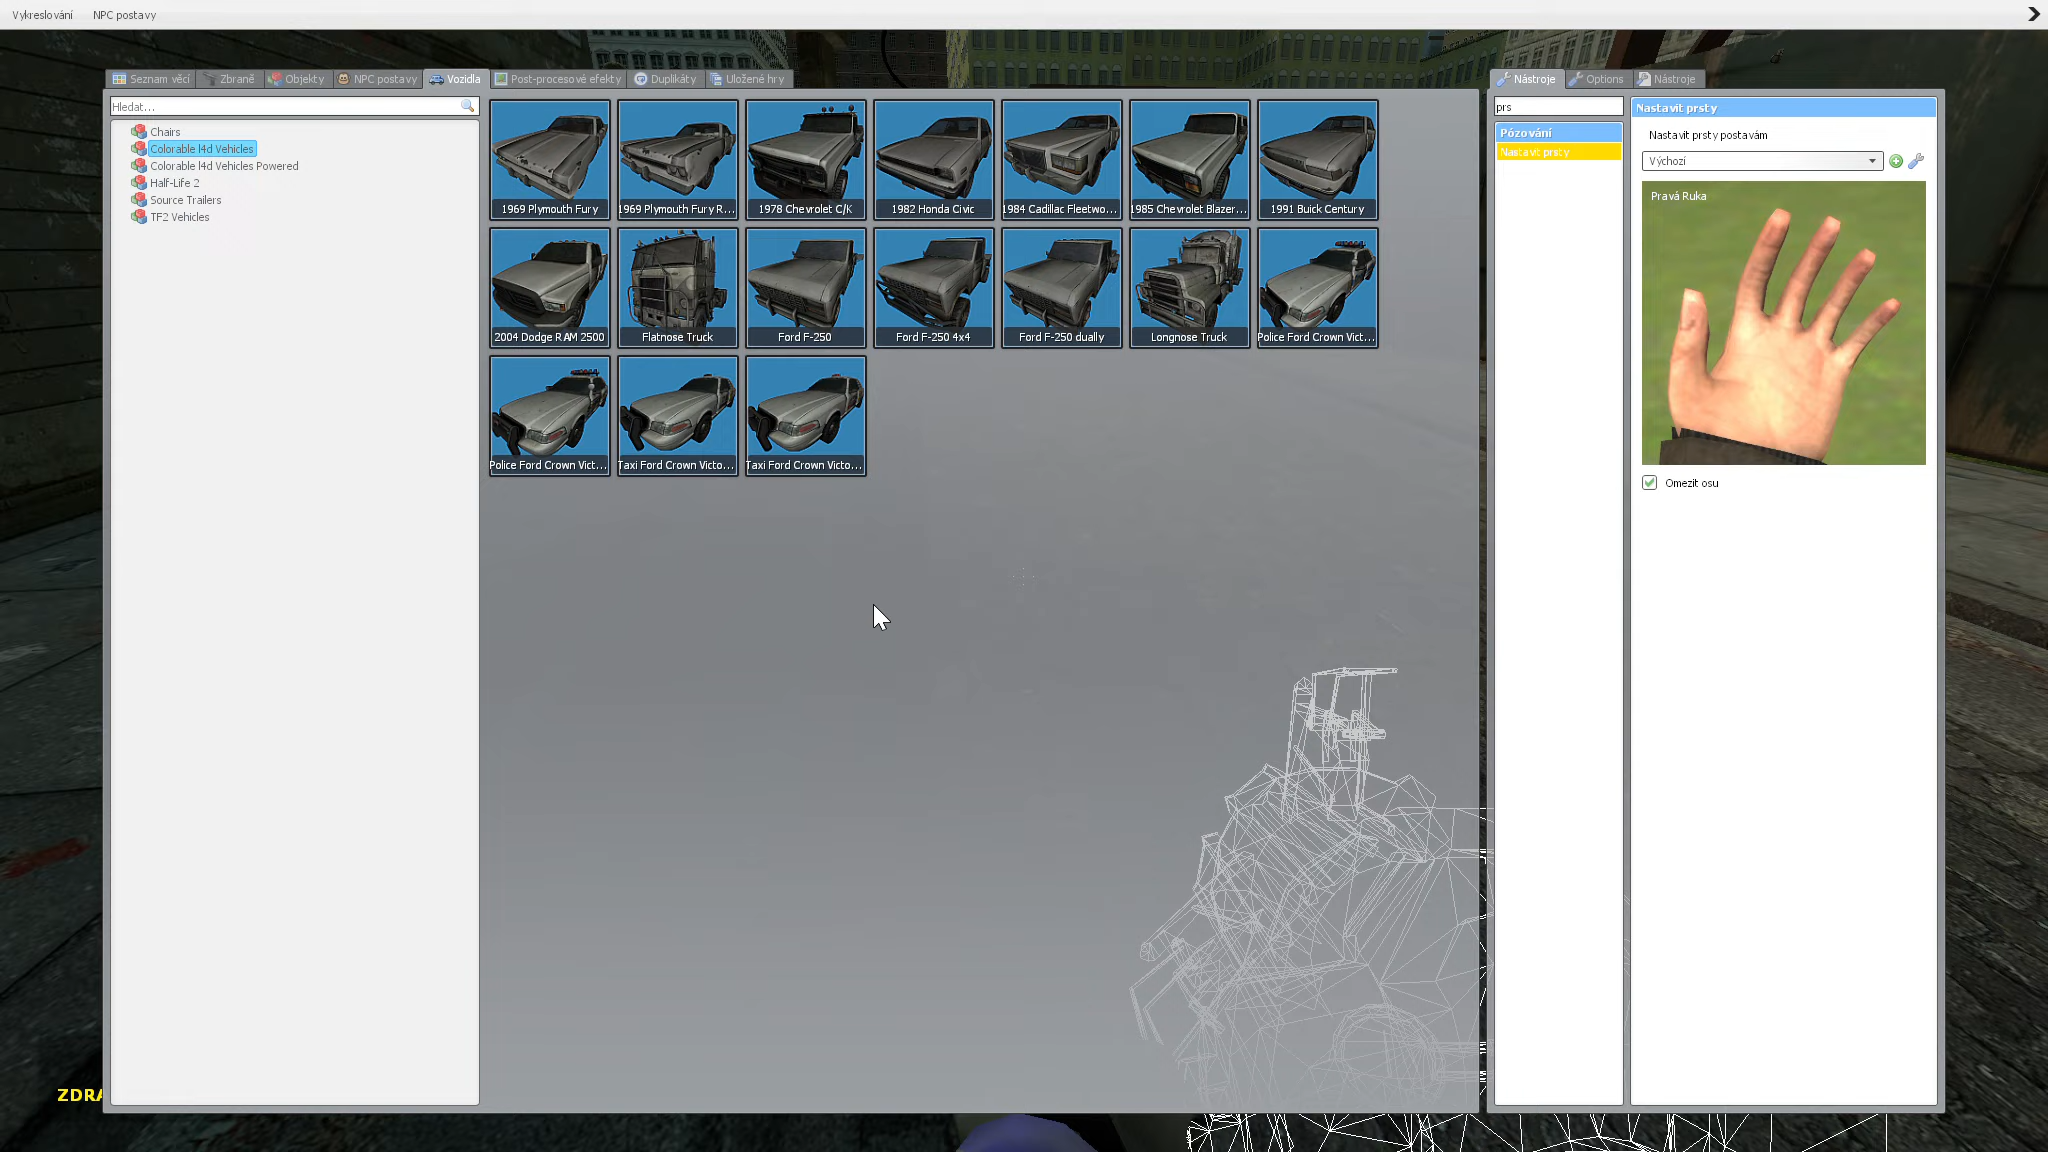 Vykreslování NPC postavy
Seznam věcí Zbraně Objekty NPC postavy Vozidla Post-procesové efekty Duplikáty Uložené hry
Nástroje Options Nástroje
Hledat...
Chairs
Colorable l4d Vehicles
Colorable l4d Vehicles Powered
Half-Life 2
Source Trailers
TF2 Vehicles
1969 Plymouth Fury
1969 Plymouth Fury R...
1978 Chevrolet C/K
1982 Honda Civic
1984 Cadillac Fleetwo...
1985 Chevrolet Blazer...
1991 Buick Century
2004 Dodge RAM 2500
Flatnose Truck
Ford F-250
Ford F-250 4x4
Ford F-250 dually
Longnose Truck
Police Ford Crown Vict...
Police Ford Crown Vict...
Taxi Ford Crown Victo...
Taxi Ford Crown Victo...
prs
Pózování
Nastavit prsty
Nastavit prsty
Nastavit prsty postavám
Výchozí
Pravá Ruka
Omezit osu
ZDRA